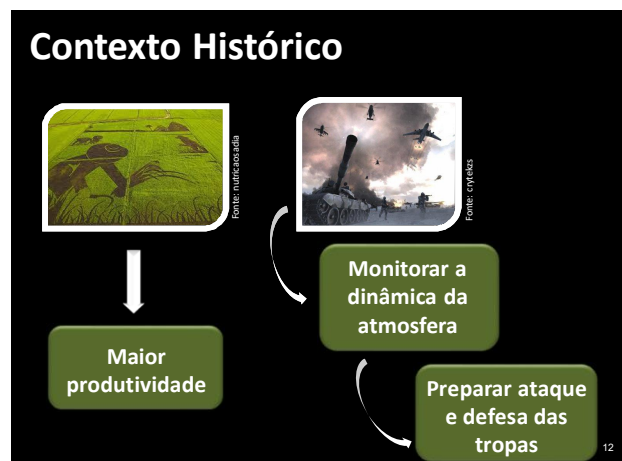 Contexto Histórico
Fonte: nutricaosadia
Fonte: crytekzs
Monitorar a
dinâmica da
atmosfera
Maior
produtividade
Preparar ataque
e defesa das
tropas
12